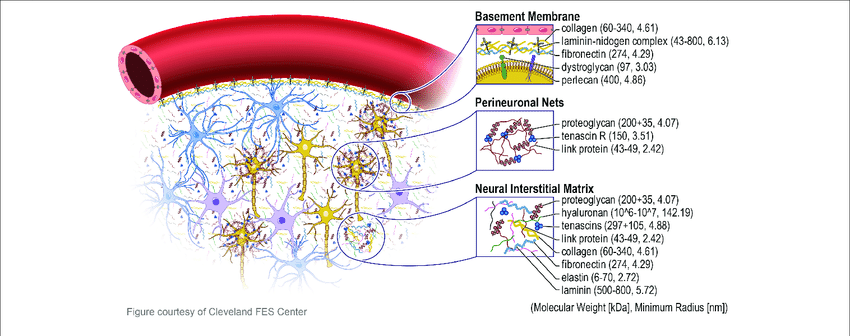 Basement Membrane
collagen (60-340, 4.61)
laminin-nidogen complex (43-800, 6.13)
fibronectin (274, 4.29)
dystroglycan (97, 3.03)
perlecan (400, 4.86)
Perineuronal Nets
proteoglycan (200+35, 4.07)
tenascin R (150, 3.51)
link protein (43-49, 2.42)
Neural Interstitial Matrix
proteoglycan (200+35, 4.07)
hyaluronan (10^6-10^7, 142.19)
tenascins (297+105, 4.88)
link protein (43-49, 2.42)
collagen (60-340, 4.61)
fibronectin (274, 4.29)
elastin (6-70, 2.72)
laminin (500-800, 5.72)
(Molecular Weight [kDa], Minimum Radius [nm])
Figure courtesy of Cleveland FES Center